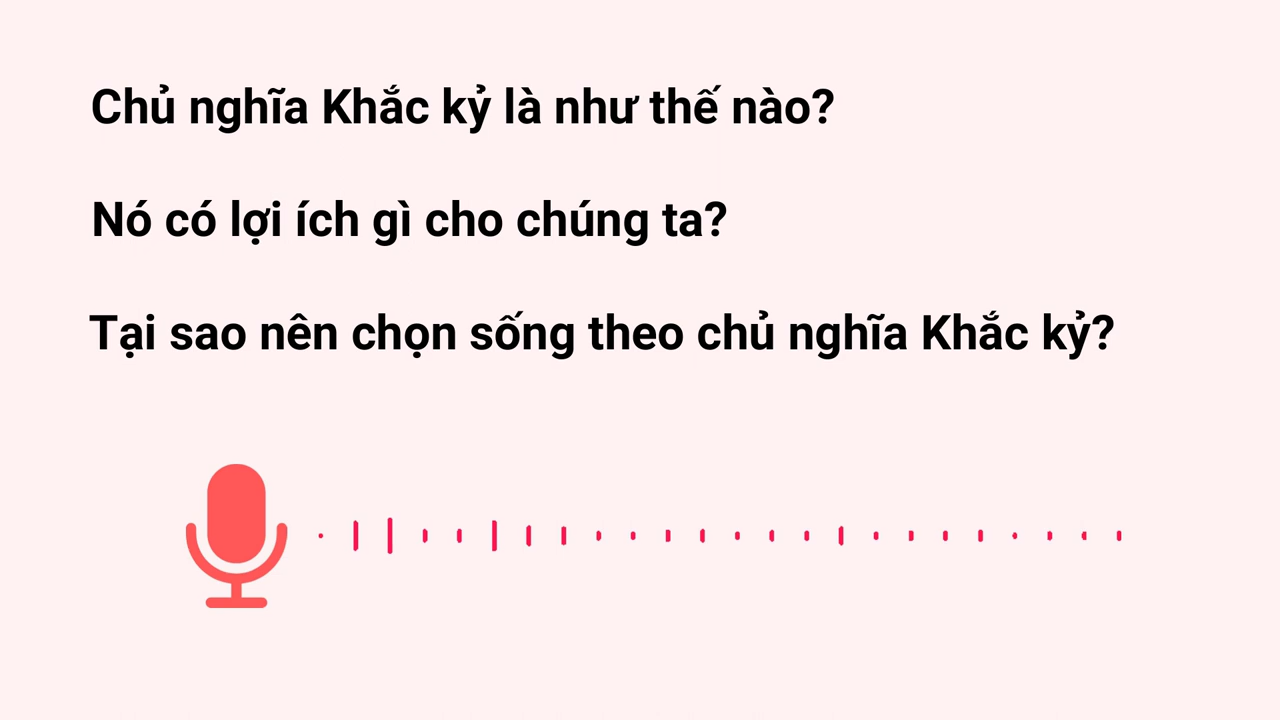 Chủ nghĩa Khắc kỷ là như thế nào?
Nó có lợi ích gì cho chúng ta?
Tại sao nên chọn sống theo chủ nghĩa Khắc kỷ?